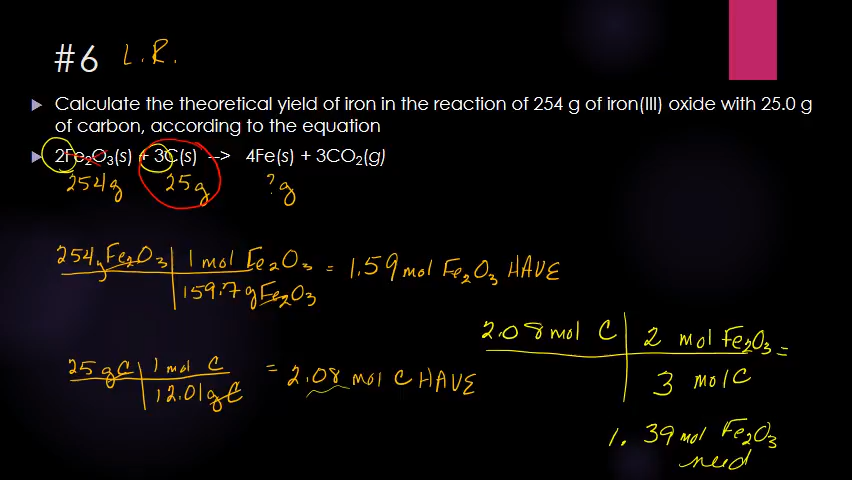 #6 L.R.
Calculate the theoretical yield of iron in the reaction of 254 g of iron(III) oxide with 25.0 g
of carbon, according to the equation
2Fe₂O₃(s) + 3C(s) --> 4Fe(s) + 3CO₂(g)
254g 25g ?g
254g Fe₂O₃ | 1 mol Fe₂O₃ = 1.59 mol Fe₂O₃ HAVE
159.7 g Fe₂O₃
2.08 mol C | 2 mol Fe₂O₃ =
3 mol C
25 g C | 1 mol C = 2.08 mol C HAVE
12.01 g C
1.39 mol Fe₂O₃
need